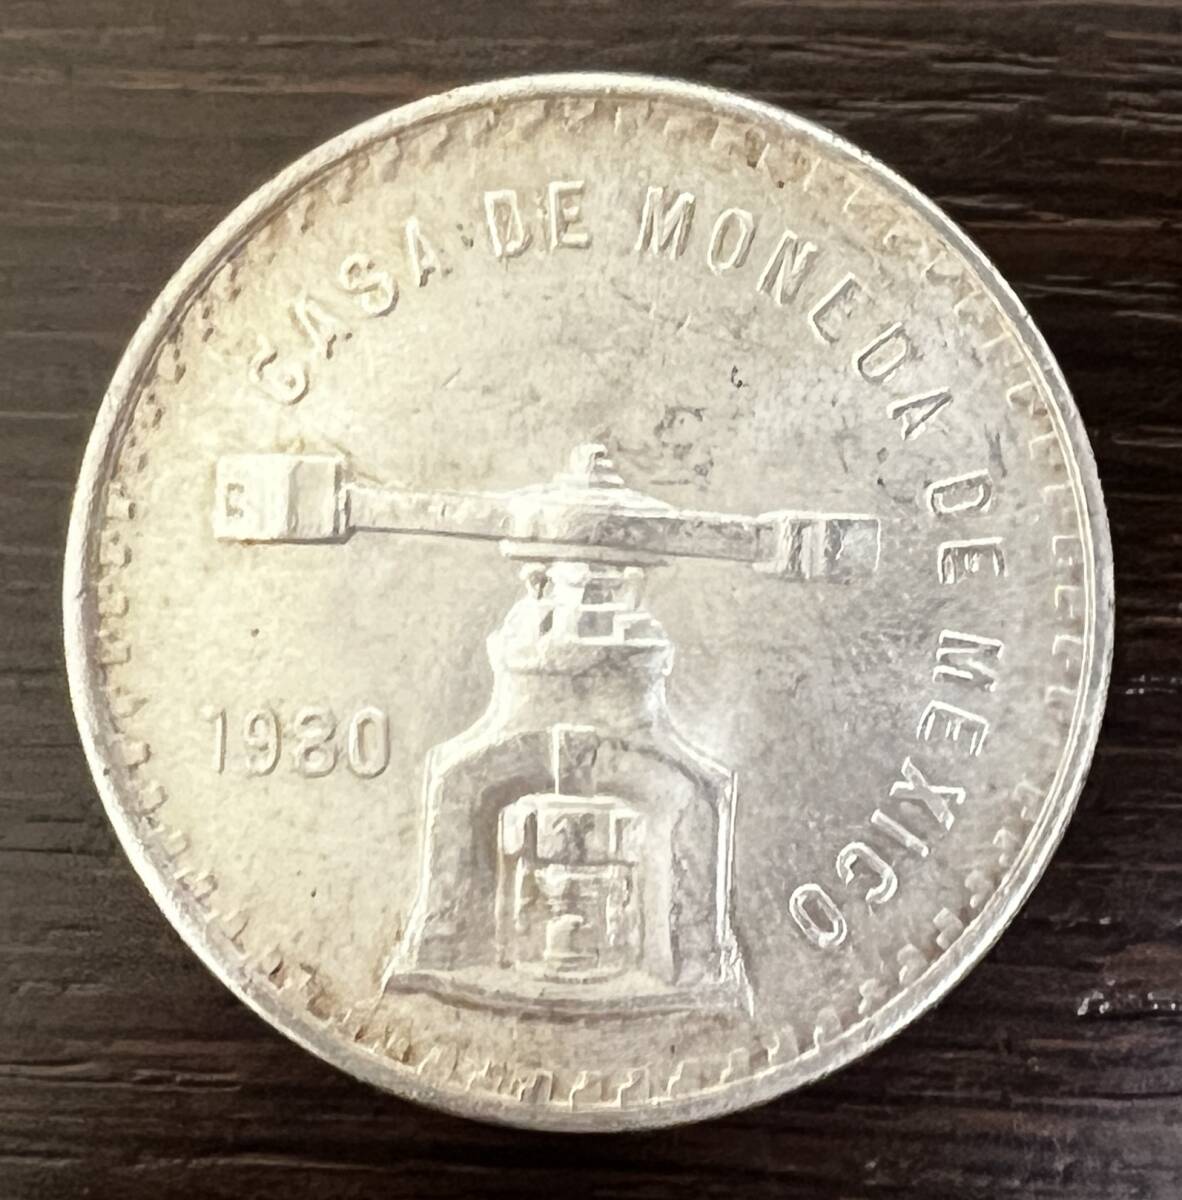 CASA DE MONEDA DE MEXICO
1980